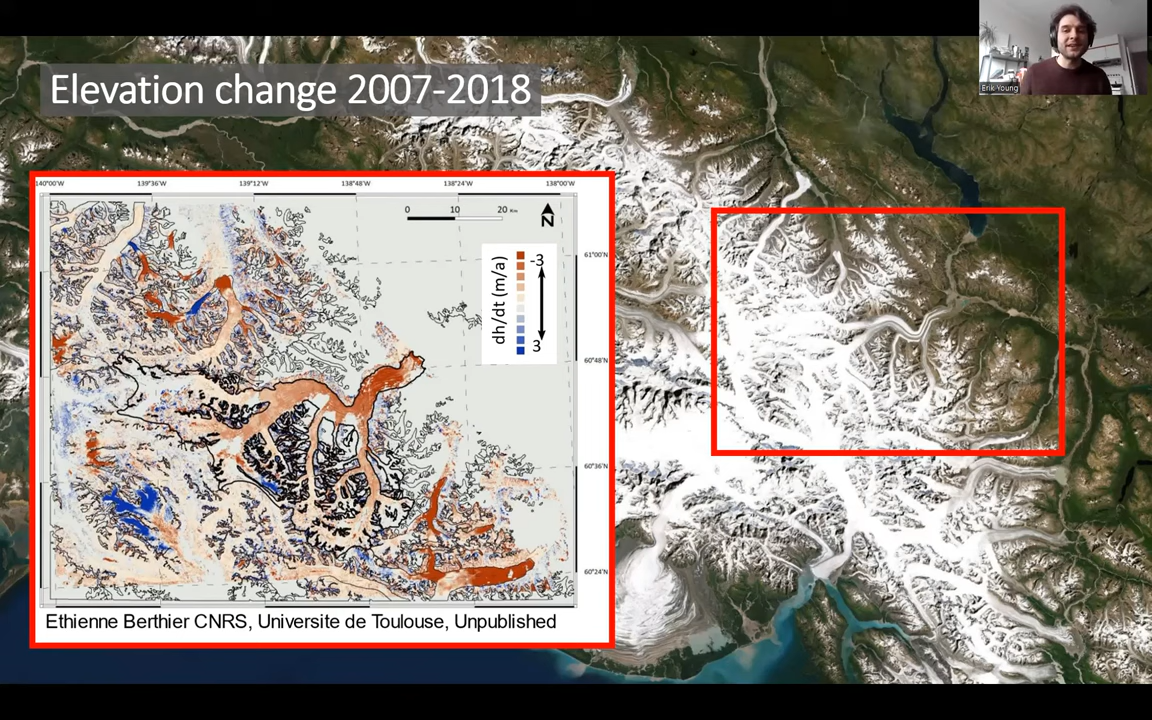 Erik Young
Elevation change 2007-2018
140°00'W 139°36'W 139°12'W 138°48'W 138°24'W 138°00'W
0 10 20 Km
N
61°00'N
dh/dt (m/a)
-3
3
60°48'N
60°36'N
60°24'N
Ethienne Berthier CNRS, Universite de Toulouse, Unpublished